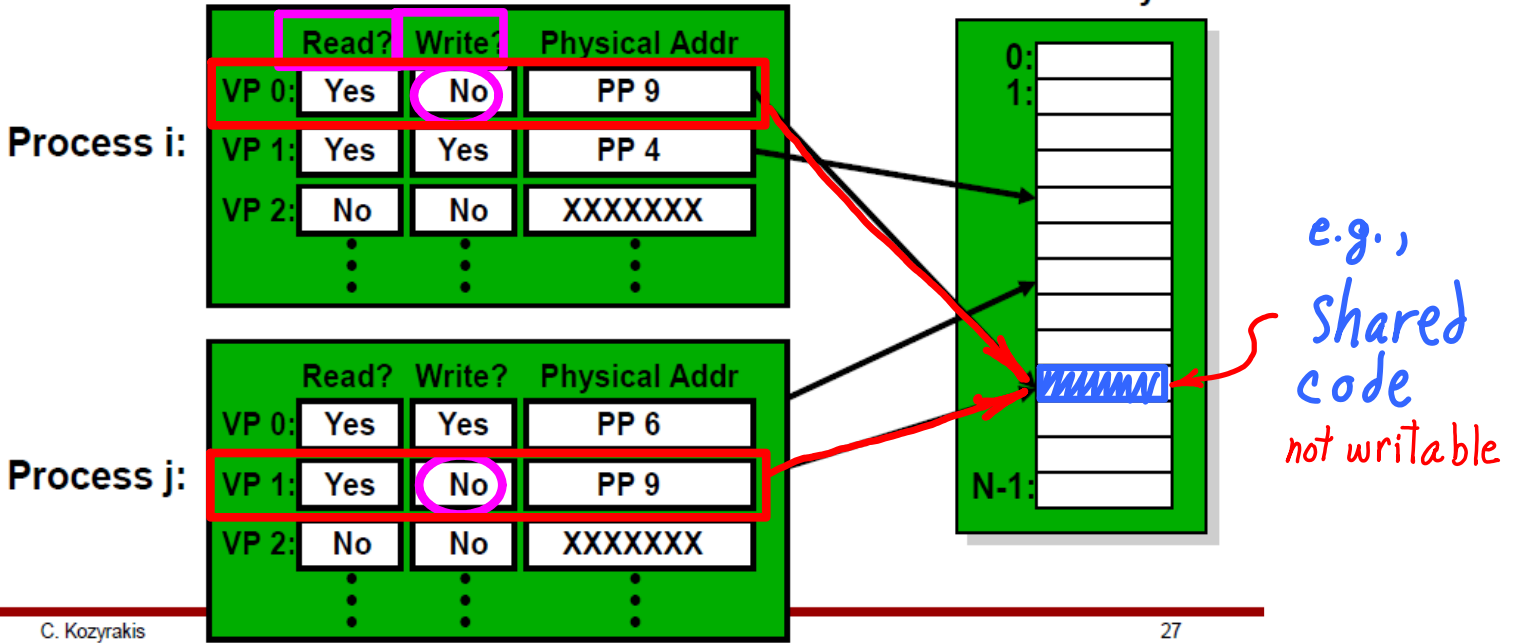 Read? Write? Physical Addr
VP 0: Yes No PP 9
Process i:
VP 1: Yes Yes PP 4
VP 2: No No XXXXXXX
0:
1:
N-1:
e.g.,
shared
code
not writable
Read? Write? Physical Addr
VP 0: Yes Yes PP 6
Process j:
VP 1: Yes No PP 9
VP 2: No No XXXXXXX
C. Kozyrakis
27